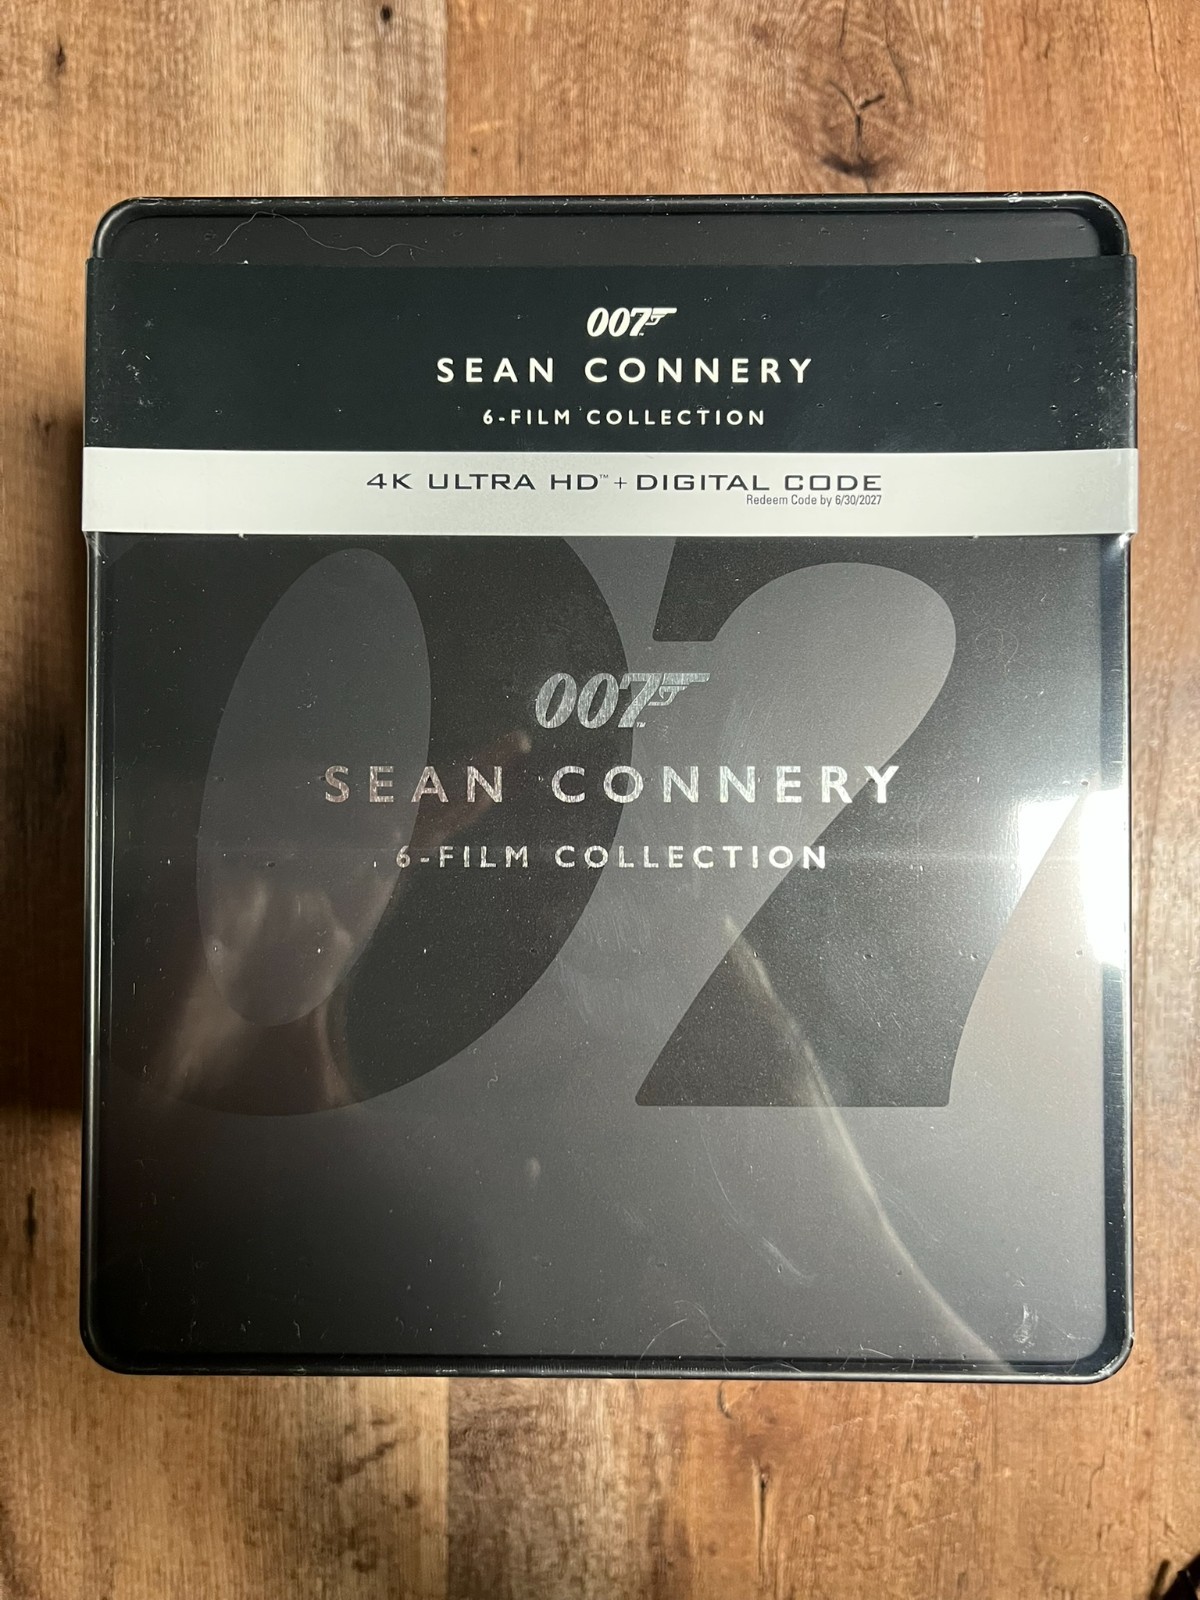 007
SEAN CONNERY
6-FILM COLLECTION
4K ULTRA HD™ + DIGITAL CODE
Redeem Code by 6/30/2027
007
007
SEAN CONNERY
6-FILM COLLECTION